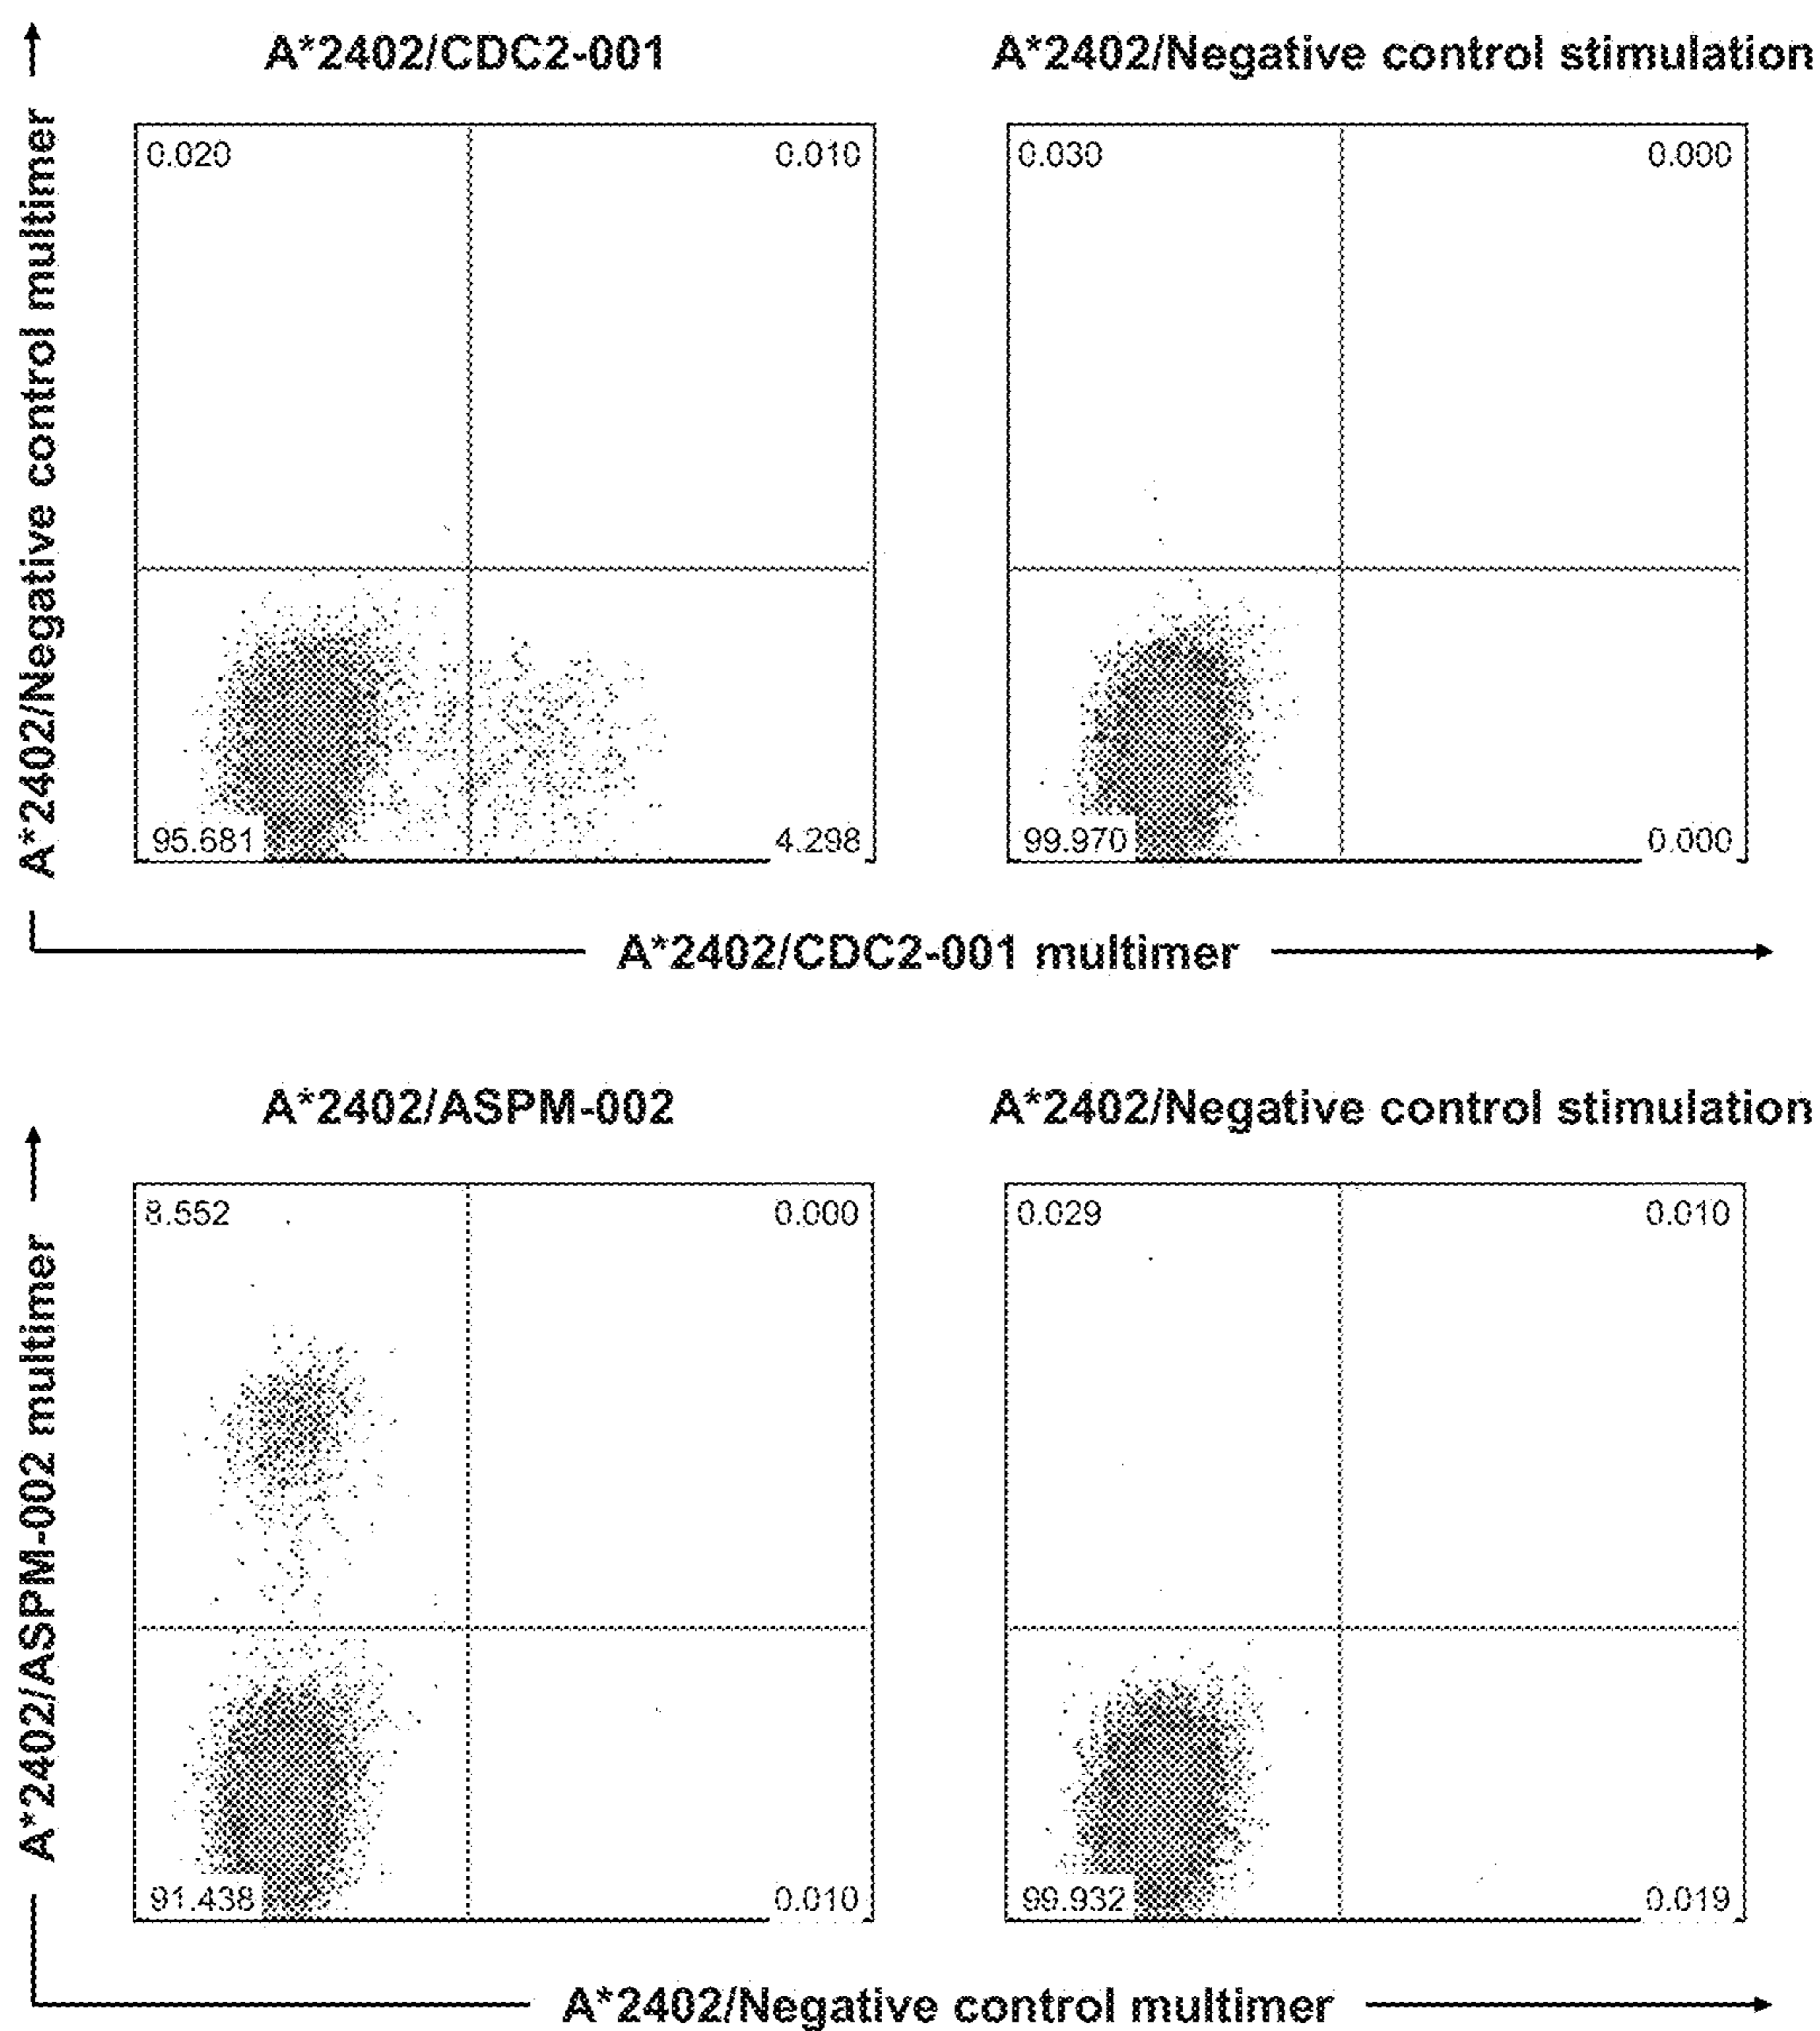 A*2402/CDC2-001
A*2402/Negative control stimulation
A*2402/Negative control multimer
0.020
0.010
95.681
4.298
0.030
0.000
99.970
0.000
A*2402/CDC2-001 multimer
A*2402/ASPM-002
A*2402/Negative control stimulation
A*2402/ASPM-002 multimer
8.552
0.000
91.438
0.010
0.029
0.010
99.932
0.019
A*2402/Negative control multimer